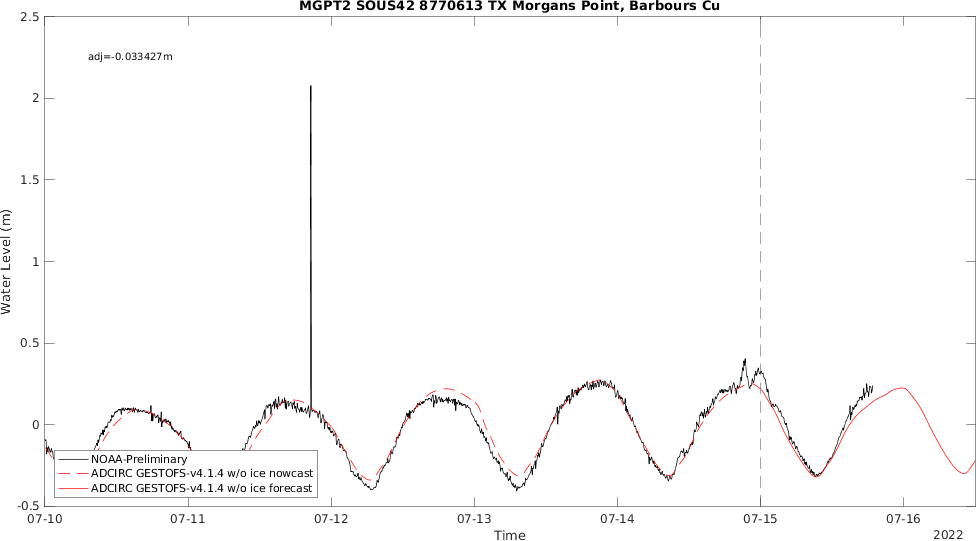 MGPT2 SOUS42 8770613 TX Morgans Point, Barbours Cu
adj=-0.033427m
Water Level (m)
2.5
2
1.5
1
0.5
0
-0.5
NOAA-Preliminary
ADCIRC GESTOFS-v4.1.4 w/o ice nowcast
ADCIRC GESTOFS-v4.1.4 w/o ice forecast
07-10 07-11 07-12 07-13 07-14 07-15 07-16
Time
2022